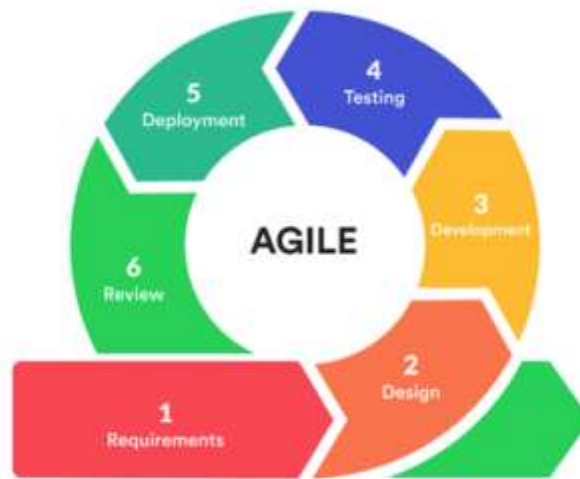 AGILE
1
Requirements
2
Design
3
Development
4
Testing
5
Deployment
6
Review